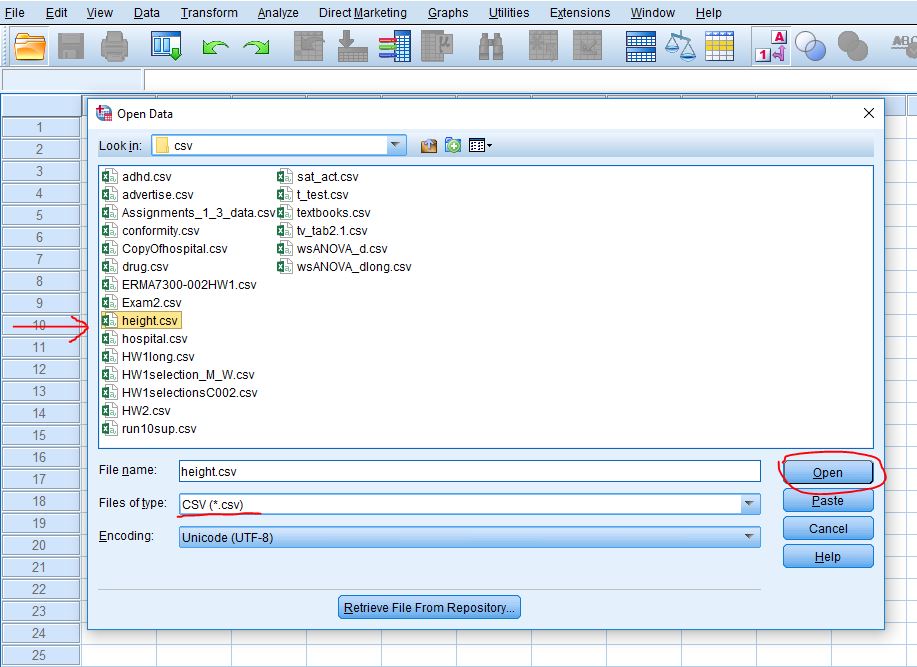 File Edit View Data Transform Analyze Direct Marketing Graphs Utilities Extensions Window Help
1 A
ABC
Open Data
Look in: csv
adhd.csv sat_act.csv
advertise.csv t_test.csv
Assignments_1_3_data.csv textbooks.csv
conformity.csv tv_tab2.1.csv
CopyOfhospital.csv wsANOVA_d.csv
drug.csv wsANOVA_dlong.csv
ERMA7300-002HW1.csv
Exam2.csv
height.csv
hospital.csv
HW1long.csv
HW1selection_M_W.csv
HW1selectionsC002.csv
HW2.csv
run10sup.csv
File name: height.csv Open
Files of type: CSV (*.csv) Paste
Encoding: Unicode (UTF-8) Cancel
Help
Retrieve File From Repository...
1
2
3
4
5
6
7
8
9
10
11
12
13
14
15
16
17
18
19
20
21
22
23
24
25